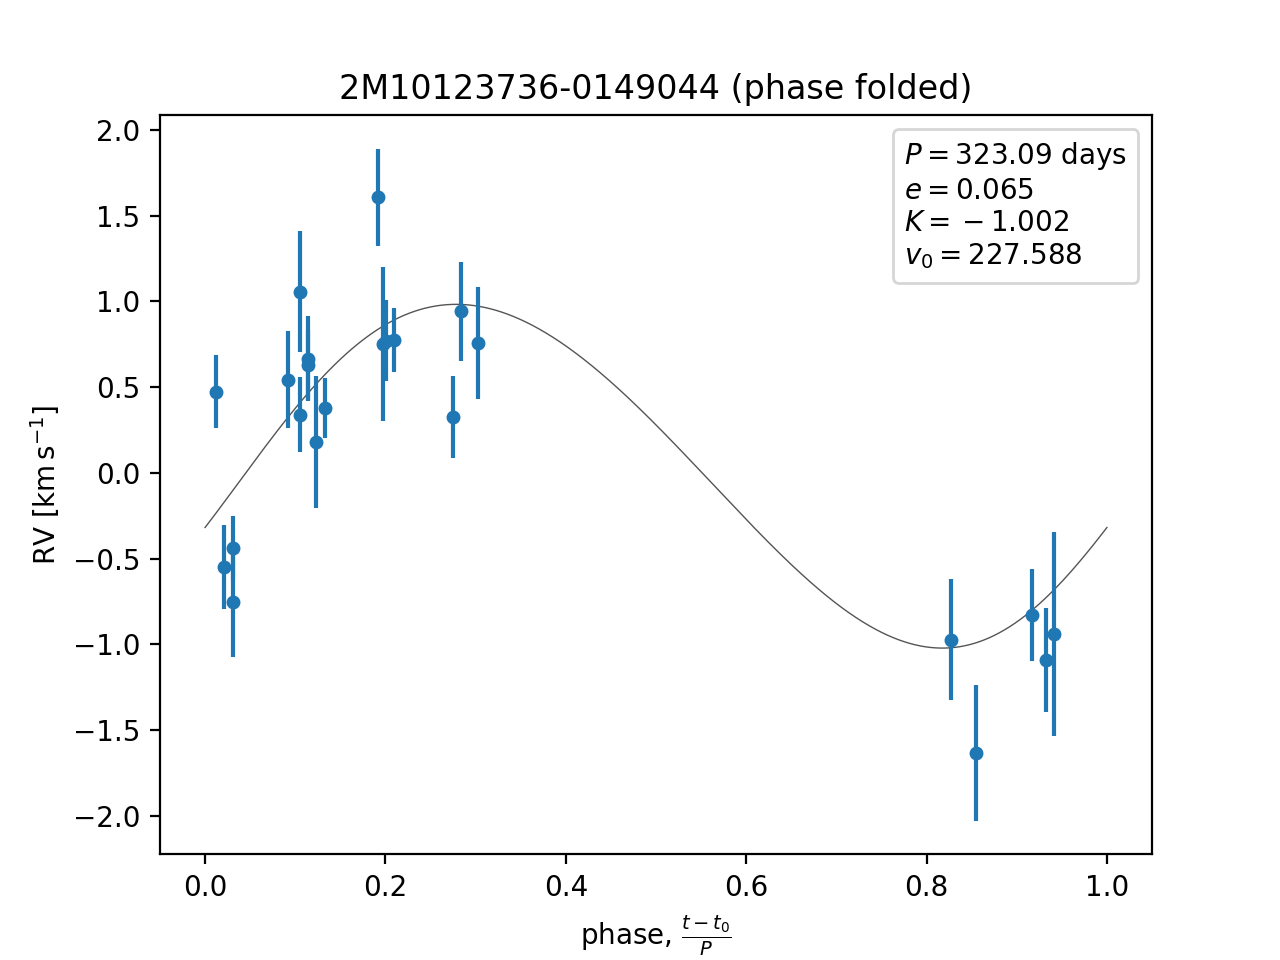 2M10123736-0149044 (phase folded)
P = 323.09 days
e = 0.065
K = −1.002
v₀ = 227.588
2.0
1.5
1.0
0.5
0.0
−0.5
−1.0
−1.5
−2.0
RV [km s⁻¹]
0.0 0.2 0.4 0.6 0.8 1.0
phase, (t − t₀)/P